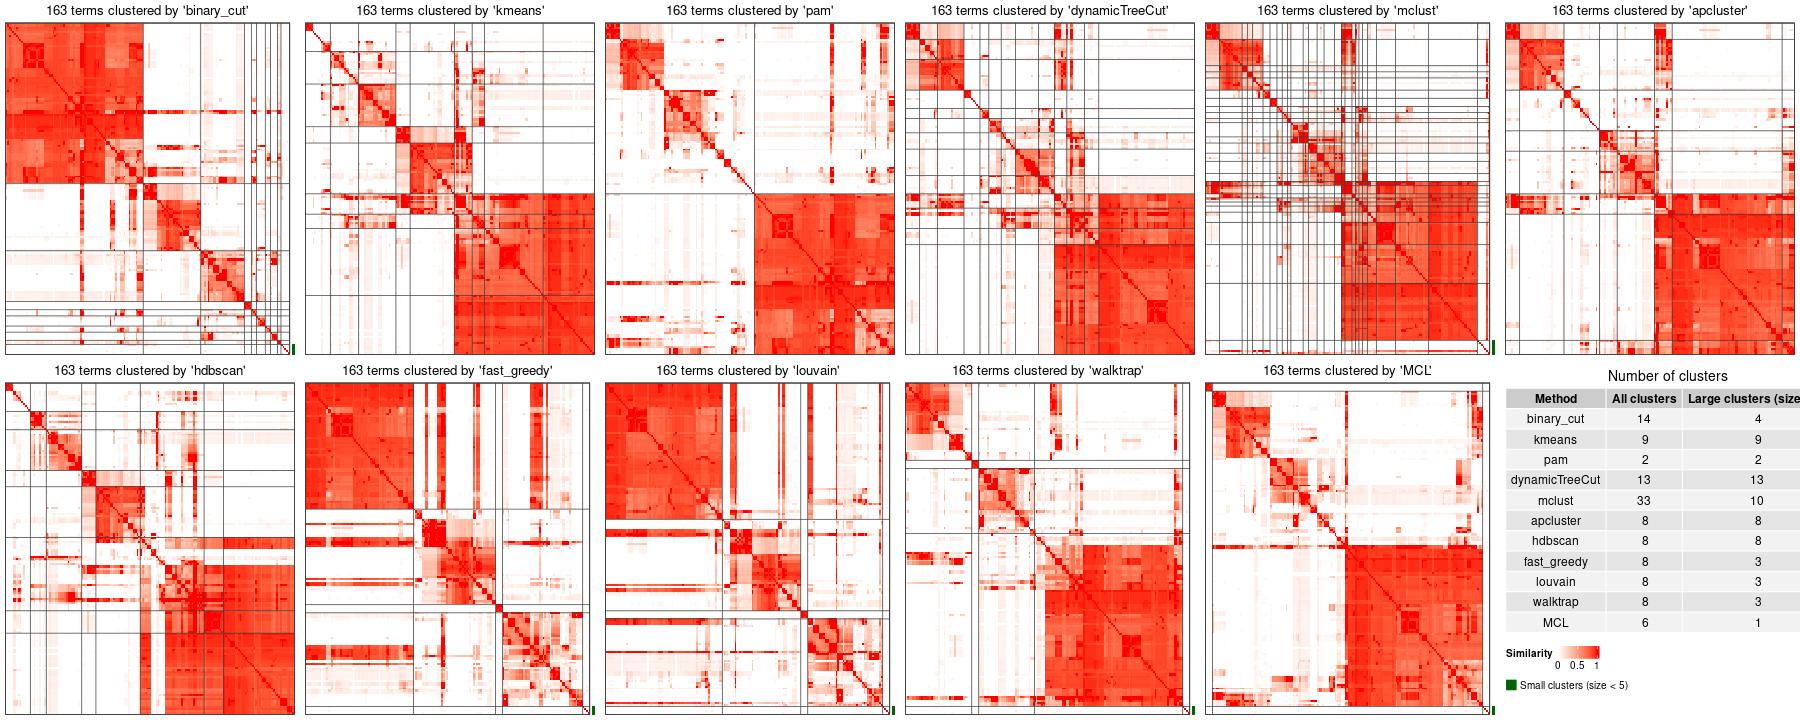 163 terms clustered by 'binary_cut'
163 terms clustered by 'kmeans'
163 terms clustered by 'pam'
163 terms clustered by 'dynamicTreeCut'
163 terms clustered by 'mclust'
163 terms clustered by 'apcluster'
163 terms clustered by 'hdbscan'
163 terms clustered by 'fast_greedy'
163 terms clustered by 'louvain'
163 terms clustered by 'walktrap'
163 terms clustered by 'MCL'
Number of clusters
Method All clusters Large clusters (size
binary_cut 14 4
kmeans 9 9
pam 2 2
dynamicTreeCut 13 13
mclust 33 10
apcluster 8 8
hdbscan 8 8
fast_greedy 8 3
louvain 8 3
walktrap 8 3
MCL 6 1
Similarity
0 0.5 1
Small clusters (size < 5)